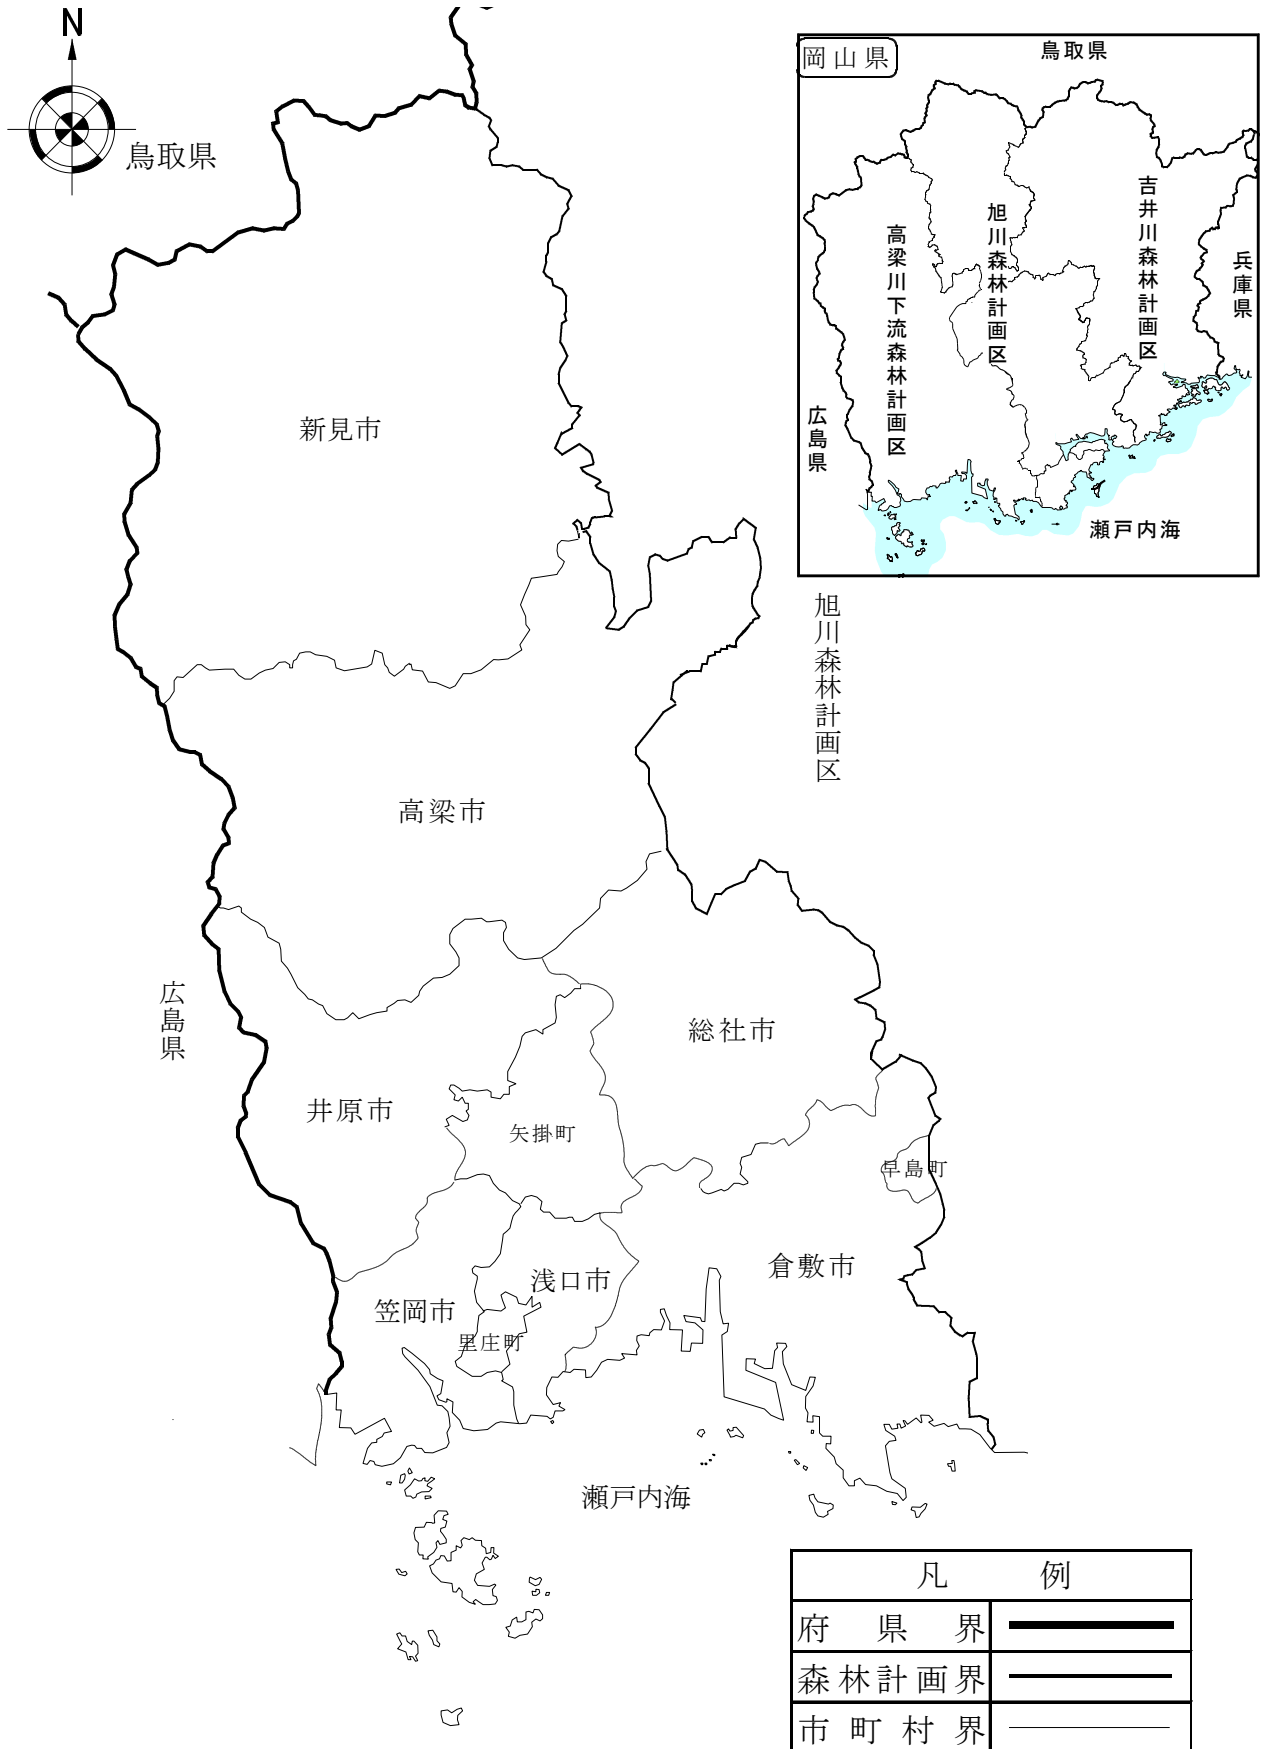 N
鳥取県
岡山県
鳥取県
吉井川森林計画区
旭川森林計画区
高梁川下流森林計画区
兵庫県
広島県
瀬戸内海
新見市
旭川森林計画区
高梁市
広島県
総社市
井原市
矢掛町
早島町
倉敷市
浅口市
笠岡市
里庄町
瀬戸内海
凡例
府県界
森林計画界
市町村界